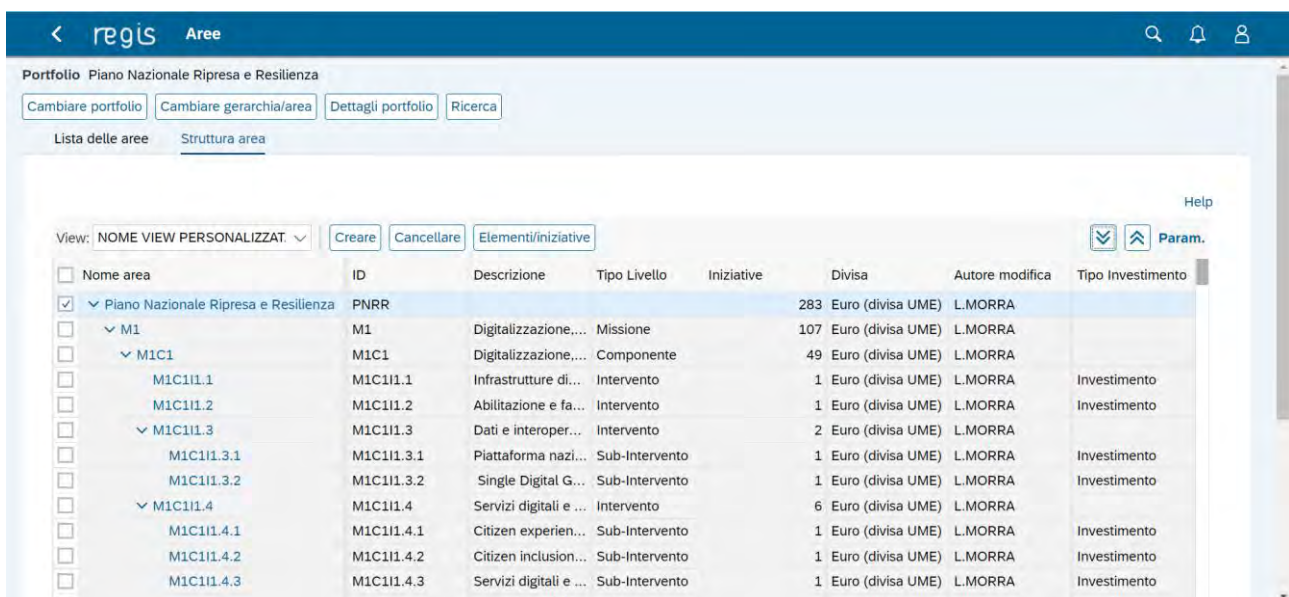 regis Aree
Portfolio Piano Nazionale Ripresa e Resilienza
Cambiare portfolio Cambiare gerarchia/area Dettagli portfolio Ricerca
Lista delle aree Struttura area
Help
View: NOME VIEW PERSONALIZZAT. Creare Cancellare Elementi/iniziative Param.
Nome area ID Descrizione Tipo Livello Iniziative Divisa Autore modifica Tipo Investimento
Piano Nazionale Ripresa e Resilienza PNRR 283 Euro (divisa UME) L.MORRA
M1 M1 Digitalizzazione,... Missione 107 Euro (divisa UME) L.MORRA
M1C1 M1C1 Digitalizzazione,... Componente 49 Euro (divisa UME) L.MORRA
M1C1I1.1 M1C1I1.1 Infrastrutture di... Intervento 1 Euro (divisa UME) L.MORRA Investimento
M1C1I1.2 M1C1I1.2 Abilitazione e fa... Intervento 1 Euro (divisa UME) L.MORRA Investimento
M1C1I1.3 M1C1I1.3 Dati e interoper... Intervento 2 Euro (divisa UME) L.MORRA
M1C1I1.3.1 M1C1I1.3.1 Piattaforma nazi... Sub-Intervento 1 Euro (divisa UME) L.MORRA Investimento
M1C1I1.3.2 M1C1I1.3.2 Single Digital G... Sub-Intervento 1 Euro (divisa UME) L.MORRA Investimento
M1C1I1.4 M1C1I1.4 Servizi digitali e ... Intervento 6 Euro (divisa UME) L.MORRA
M1C1I1.4.1 M1C1I1.4.1 Citizen experien... Sub-Intervento 1 Euro (divisa UME) L.MORRA Investimento
M1C1I1.4.2 M1C1I1.4.2 Citizen inclusion... Sub-Intervento 1 Euro (divisa UME) L.MORRA Investimento
M1C1I1.4.3 M1C1I1.4.3 Servizi digitali e ... Sub-Intervento 1 Euro (divisa UME) L.MORRA Investimento